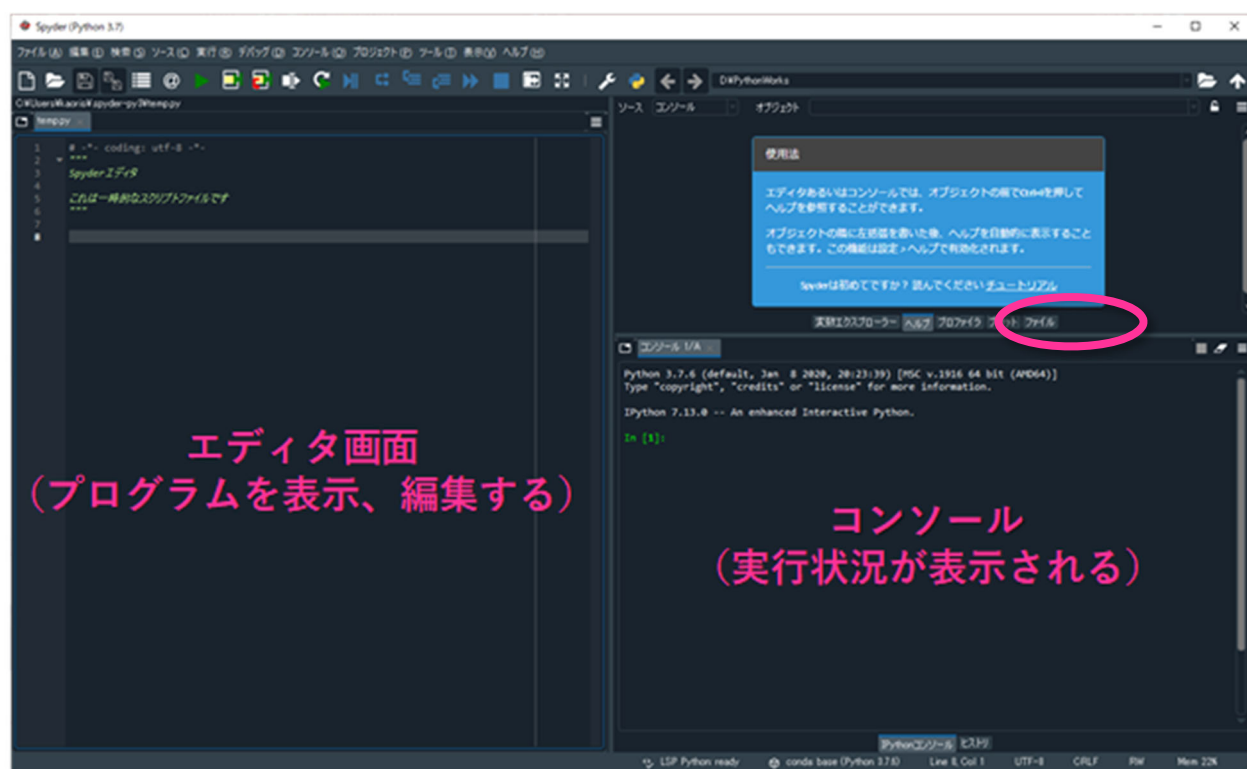 Spyder (Python 3.7)
ファイル(F) 編集(E) 検索(S) ソース(C) 実行(R) デバッグ(D) コンソール(O) プロジェクト(P) ツール(T) 表示(V) ヘルプ(H)
D:¥PythonWorks
temp.py
ソース コンソール オブジェクト
1 # -*- coding: utf-8 -*-
2 """
3 Spyder エディタ
4
5 これは一時的なスクリプトファイルです
6 """
7
8
使用法
エディタあるいはコンソールでは、オブジェクトの前でCtrl+Iを押して
ヘルプを参照することができます。
オブジェクトの隣に左括弧を書いた後、ヘルプを自動的に表示すること
もできます。この機能は設定 > ヘルプで有効化されます。
Spyderは初めてですか? 読んでください チュートリアル
変数エクスプローラー ヘルプ プロファイラ プロット ファイル
コンソール 1/A
Python 3.7.6 (default, Jan 8 2020, 20:23:39) [MSC v.1916 64 bit (AMD64)]
Type "copyright", "credits" or "license" for more information.
IPython 7.13.0 -- An enhanced Interactive Python.
In [1]:
エディタ画面
(プログラムを表示、編集する)
コンソール
(実行状況が表示される)
IPythonコンソール ヒストリ
LSP Python: ready conda: base (Python 3.7.6) Line 8, Col 1 UTF-8 CRLF RW Mem 22%